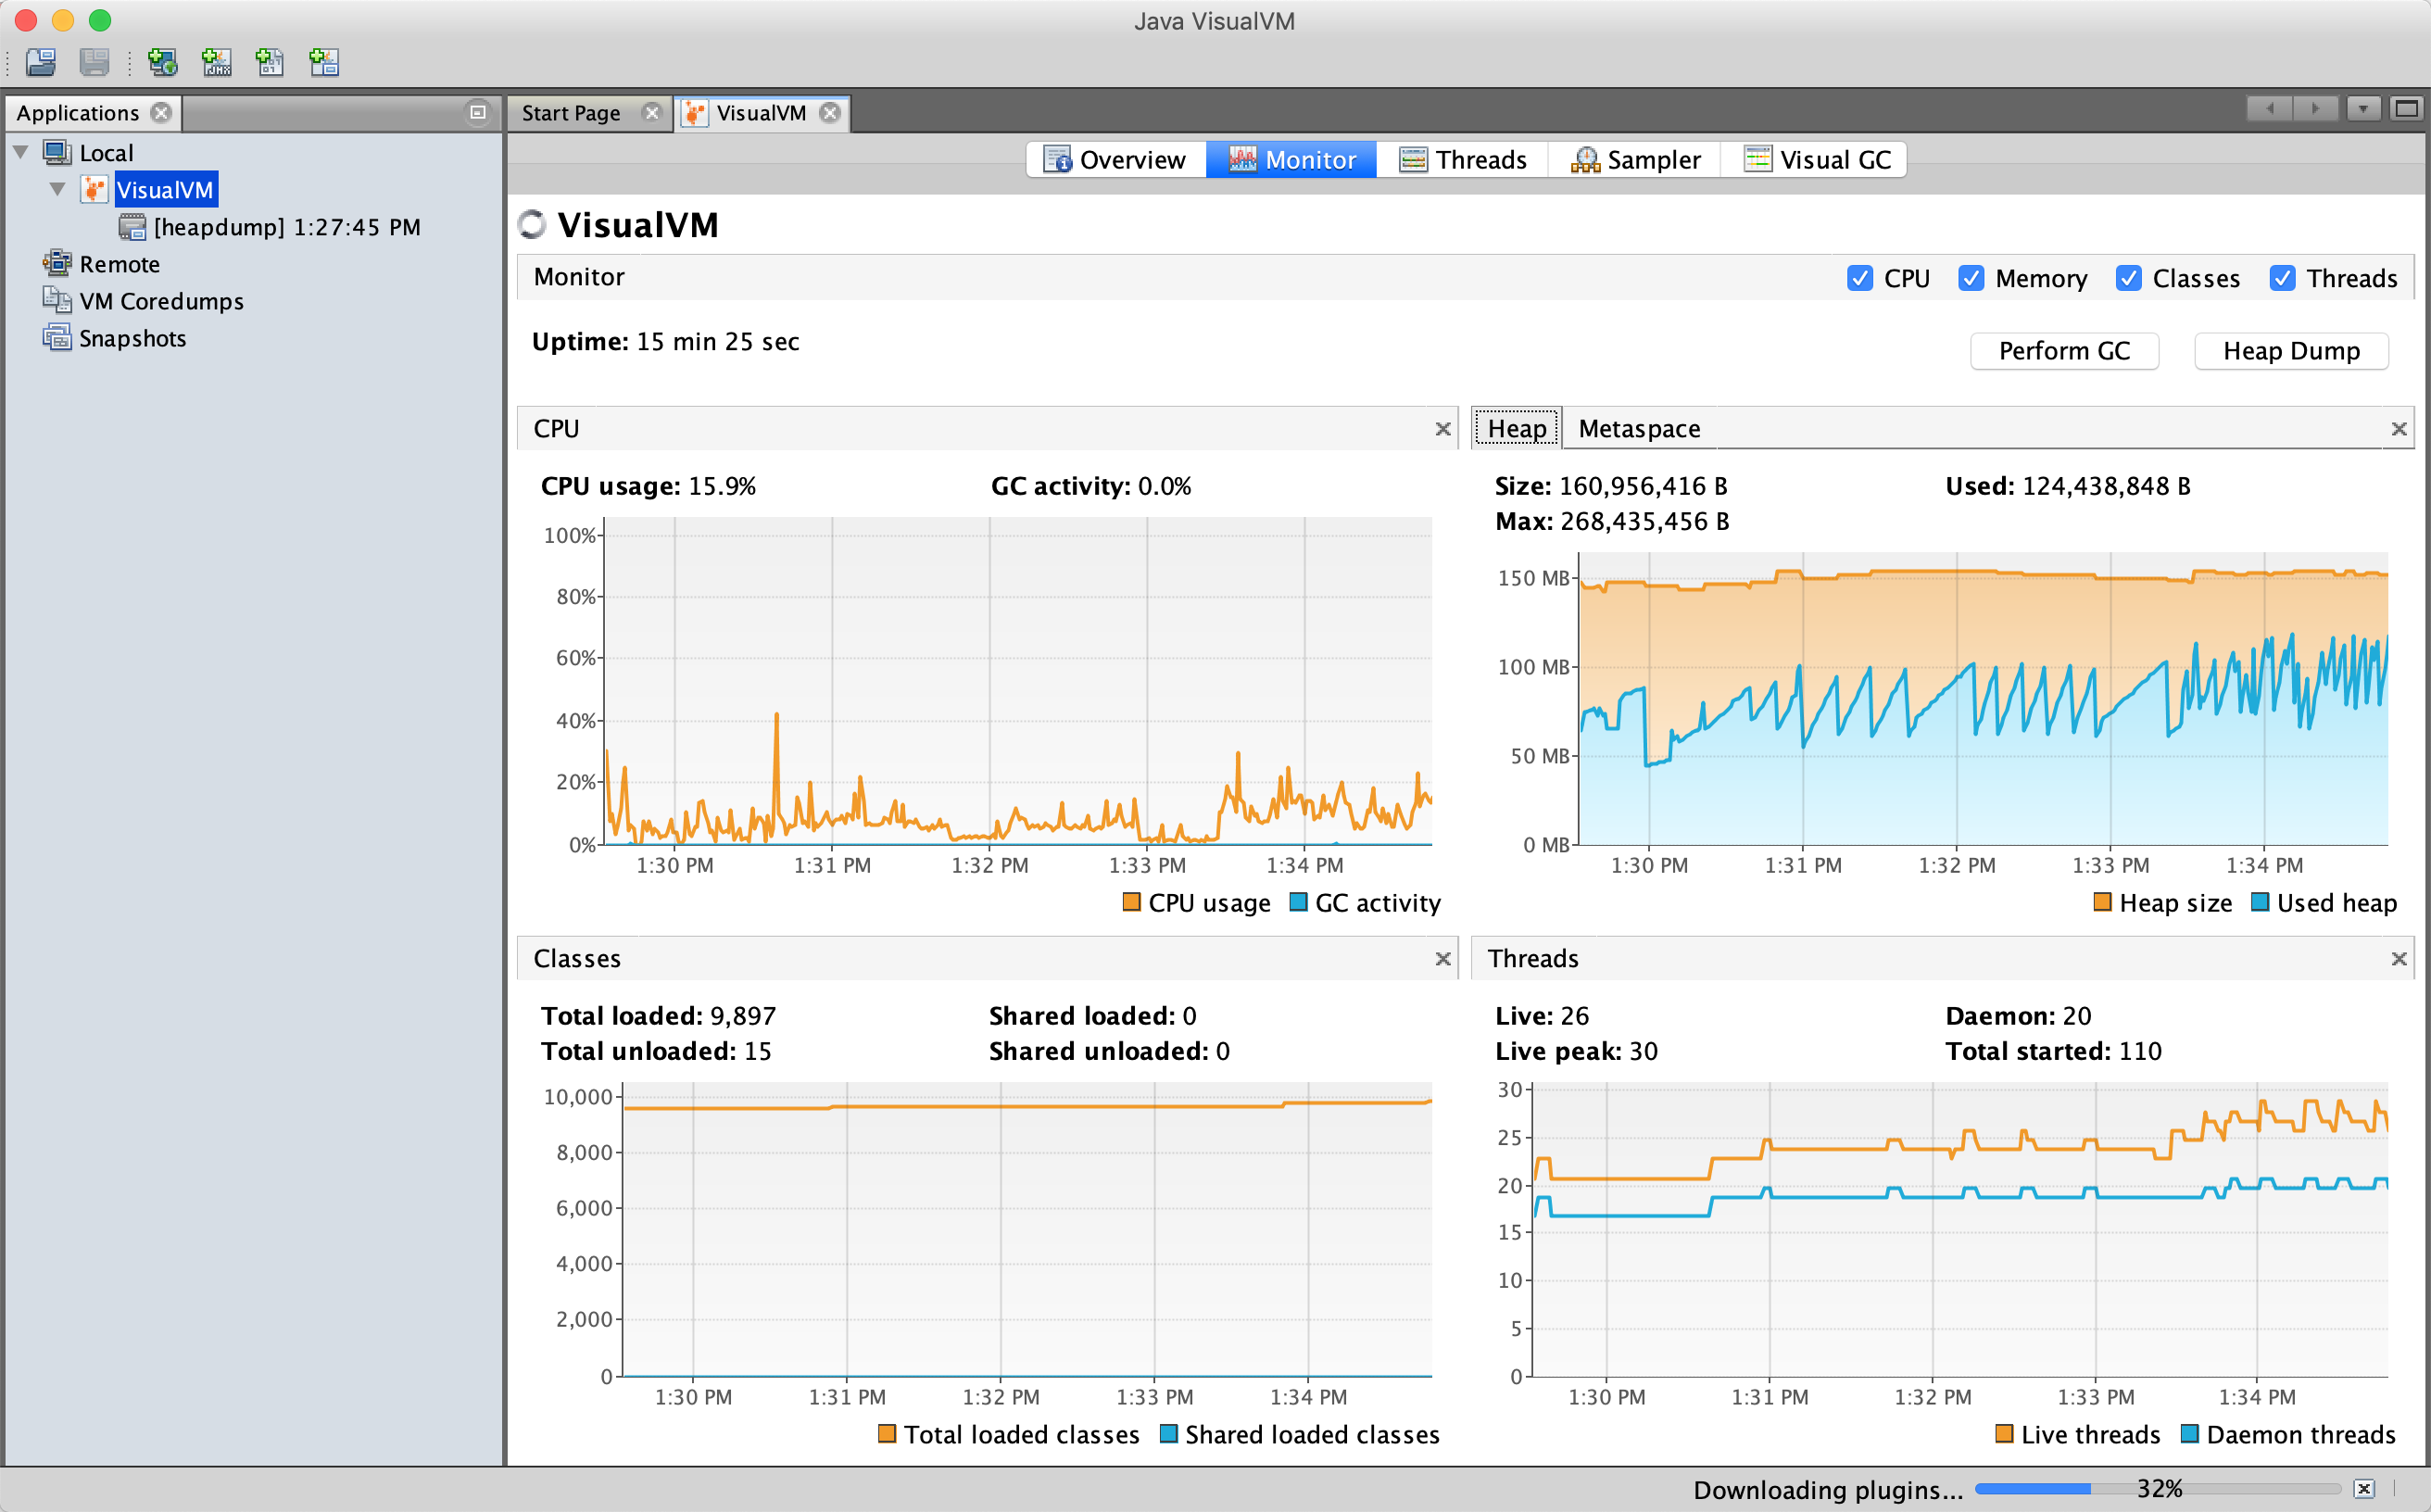 Java VisualVM
Applications
Start Page
VisualVM
Local
VisualVM
[heapdump] 1:27:45 PM
Remote
VM Coredumps
Snapshots
Overview
Monitor
Threads
Sampler
Visual GC
VisualVM
Monitor
CPU
Memory
Classes
Threads
Uptime: 15 min 25 sec
Perform GC
Heap Dump
CPU
CPU usage: 15.9%
GC activity: 0.0%
100%
80%
60%
40%
20%
0%
1:30 PM
1:31 PM
1:32 PM
1:33 PM
1:34 PM
CPU usage
GC activity
Heap
Metaspace
Size: 160,956,416 B
Used: 124,438,848 B
Max: 268,435,456 B
150 MB
100 MB
50 MB
0 MB
1:30 PM
1:31 PM
1:32 PM
1:33 PM
1:34 PM
Heap size
Used heap
Classes
Total loaded: 9,897
Shared loaded: 0
Total unloaded: 15
Shared unloaded: 0
10,000
8,000
6,000
4,000
2,000
0
1:30 PM
1:31 PM
1:32 PM
1:33 PM
1:34 PM
Total loaded classes
Shared loaded classes
Threads
Live: 26
Daemon: 20
Live peak: 30
Total started: 110
30
25
20
15
10
5
0
1:30 PM
1:31 PM
1:32 PM
1:33 PM
1:34 PM
Live threads
Daemon threads
Downloading plugins...
32%